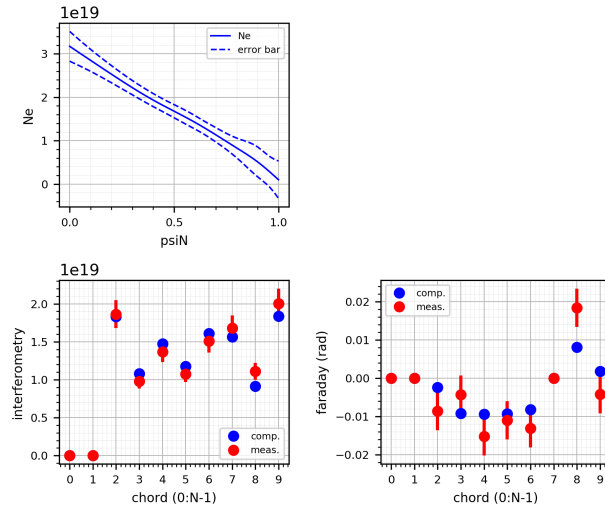 1e19
Ne
error bar
3
2
1
0
Ne
0.0 0.5 1.0
psiN
1e19
2.0
1.5
1.0
0.5
0.0
interferometry
comp.
meas.
0 1 2 3 4 5 6 7 8 9
chord (0:N-1)
comp.
meas.
0.02
0.01
0.00
−0.01
−0.02
faraday (rad)
0 1 2 3 4 5 6 7 8 9
chord (0:N-1)